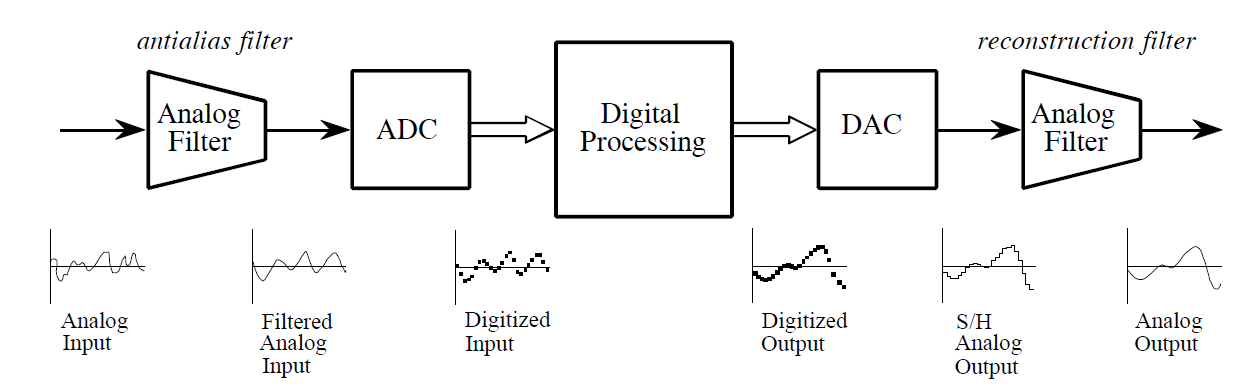 antialias filter
reconstruction filter
Analog
Filter
ADC
Digital
Processing
DAC
Analog
Filter
Analog
Input
Filtered
Analog
Input
Digitized
Input
Digitized
Output
S/H
Analog
Output
Analog
Output